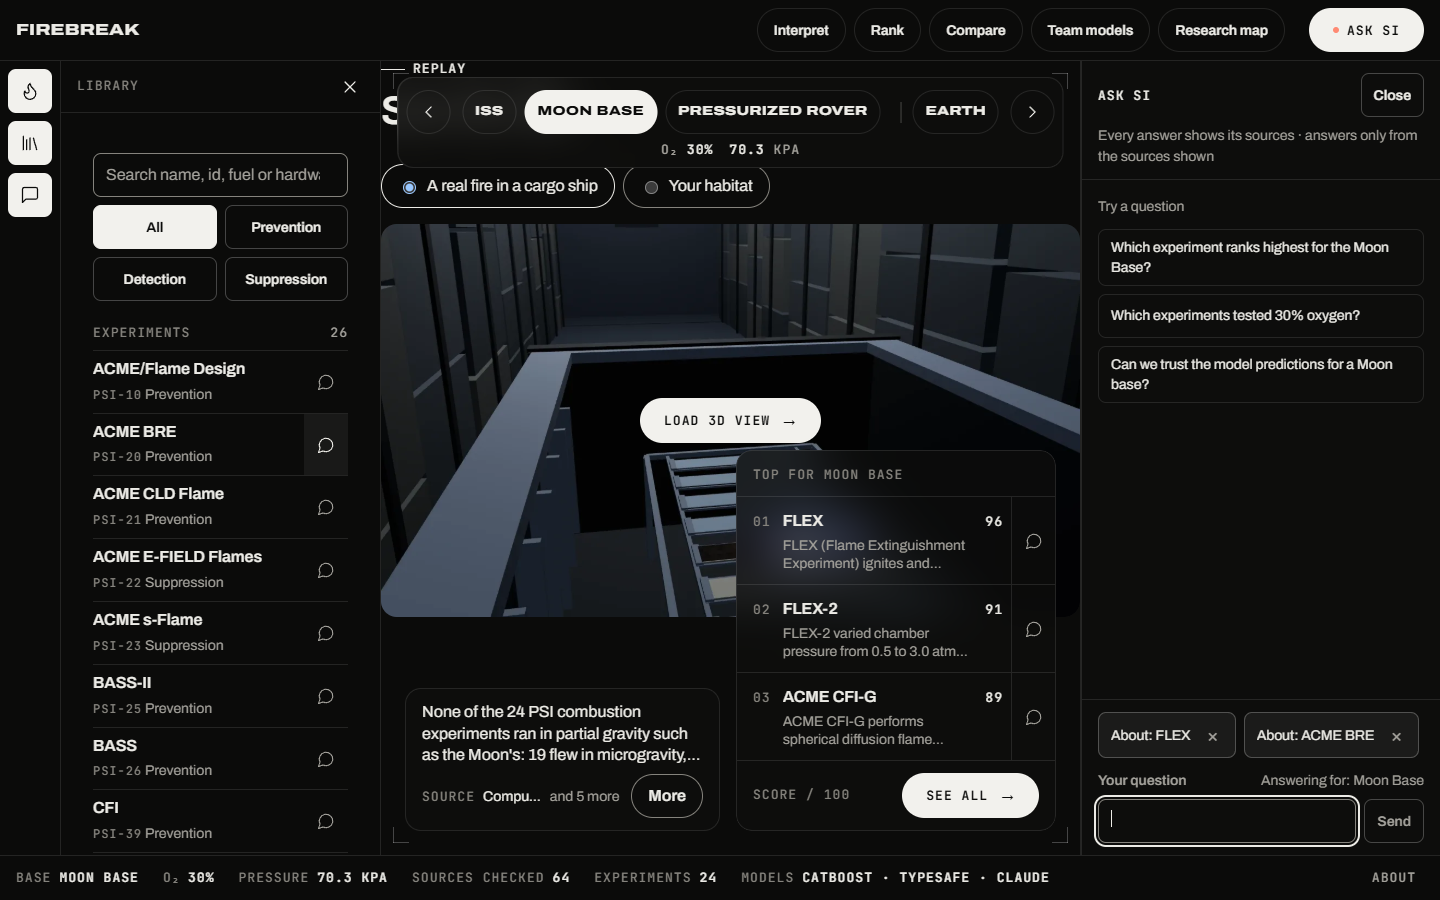 FIREBREAK
Interpret
Rank
Compare
Team models
Research map
ASK SI
LIBRARY
Search name, id, fuel or hardw
All
Prevention
Detection
Suppression
EXPERIMENTS 26
ACME/Flame Design
PSI-10 Prevention
ACME BRE
PSI-20 Prevention
ACME CLD Flame
PSI-21 Prevention
ACME E-FIELD Flames
PSI-22 Suppression
ACME s-Flame
PSI-23 Suppression
BASS-II
PSI-25 Prevention
BASS
PSI-26 Prevention
CFI
PSI-39 Prevention
REPLAY
S
ISS
MOON BASE
PRESSURIZED ROVER
EARTH
O₂ 30% 70.3 KPA
A real fire in a cargo ship
Your habitat
LOAD 3D VIEW →
TOP FOR MOON BASE
01 FLEX 96
FLEX (Flame Extinguishment
Experiment) ignites and...
02 FLEX-2 91
FLEX-2 varied chamber
pressure from 0.5 to 3.0 atm...
03 ACME CFI-G 89
ACME CFI-G performs
spherical diffusion flame...
SCORE / 100
SEE ALL →
None of the 24 PSI combustion
experiments ran in partial gravity such
as the Moon's: 19 flew in microgravity,...
SOURCE Compu... and 5 more
More
ASK SI
Close
Every answer shows its sources · answers only from
the sources shown
Try a question
Which experiment ranks highest for the Moon
Base?
Which experiments tested 30% oxygen?
Can we trust the model predictions for a Moon
base?
About: FLEX ×
About: ACME BRE ×
Your question
Answering for: Moon Base
Send
BASE MOON BASE O₂ 30% PRESSURE 70.3 KPA SOURCES CHECKED 64 EXPERIMENTS 24 MODELS CATBOOST · TYPESAFE · CLAUDE
ABOUT